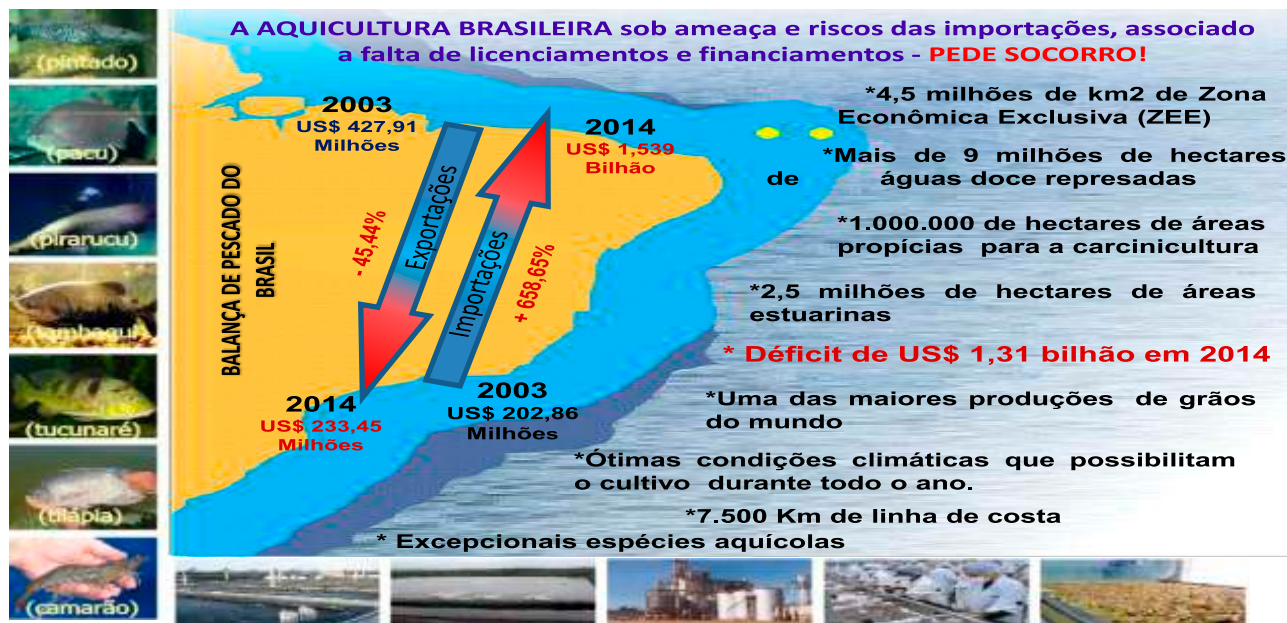 A AQUICULTURA BRASILEIRA sob ameaça e riscos das importações, associado
a falta de licenciamentos e financiamentos - PEDE SOCORRO!
(pintado)
(pacu)
(pirarucu)
(tambaqui)
(tucunaré)
(tilápia)
(camarão)
BALANÇA DE PESCADO DO
BRASIL
2003
US$ 427,91
Milhões
- 45,44%
Exportações
2014
US$ 233,45
Milhões
2014
US$ 1,539
Bilhão
Importações
+ 658,65%
2003
US$ 202,86
Milhões
*4,5 milhões de km2 de Zona
Econômica Exclusiva (ZEE)
*Mais de 9 milhões de hectares
de águas doce represadas
*1.000.000 de hectares de áreas
propícias para a carcinicultura
*2,5 milhões de hectares de áreas
estuarinas
* Déficit de US$ 1,31 bilhão em 2014
*Uma das maiores produções de grãos
do mundo
*Ótimas condições climáticas que possibilitam
o cultivo durante todo o ano.
*7.500 Km de linha de costa
* Excepcionais espécies aquícolas